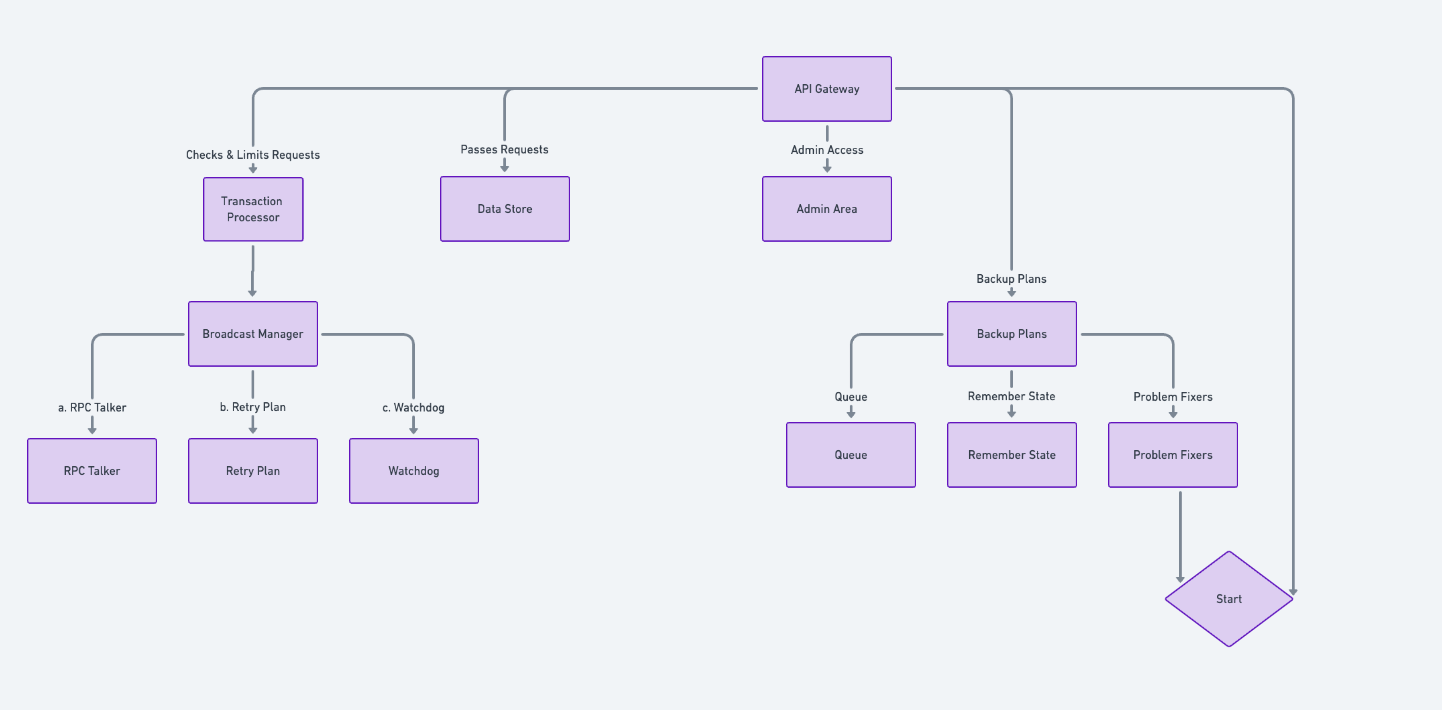 API Gateway
Checks & Limits Requests
Passes Requests
Admin Access
Transaction
Processor
Data Store
Admin Area
Backup Plans
Broadcast Manager
Backup Plans
a. RPC Talker
b. Retry Plan
c. Watchdog
Queue
Remember State
Problem Fixers
RPC Talker
Retry Plan
Watchdog
Queue
Remember State
Problem Fixers
Start